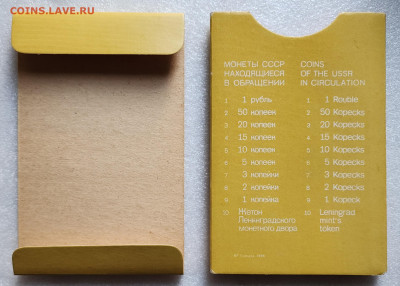 COINS.LAVE.RU
МОНЕТЫ СССР
НАХОДЯЩИЕСЯ
В ОБРАЩЕНИИ
1 1 рубль
2 50 копеек
3 20 копеек
4 15 копеек
5 10 копеек
6 5 копеек
7 3 копейки
8 2 копейки
9 1 копейка
10 Жетон
Ленинградского
монетного двора
COINS
OF THE USSR
IN CIRCULATION
1 1 Rouble
2 50 Kopecks
3 20 Kopecks
4 15 Kopecks
5 10 Kopecks
6 5 Kopecks
7 3 Kopecks
8 2 Kopecks
9 1 Kopeck
10 Leningrad
mint's
token